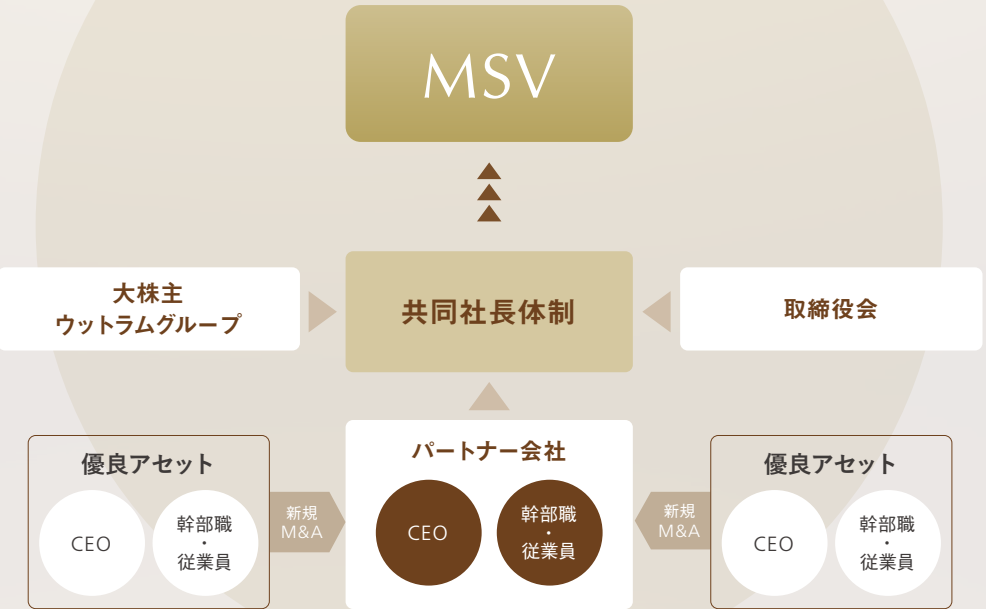 MSV
大株主
ウットラムグループ
共同社長体制
取締役会
優良アセット
CEO
幹部職
・
従業員
新規
M&A
パートナー会社
CEO
幹部職
・
従業員
新規
M&A
優良アセット
CEO
幹部職
・
従業員